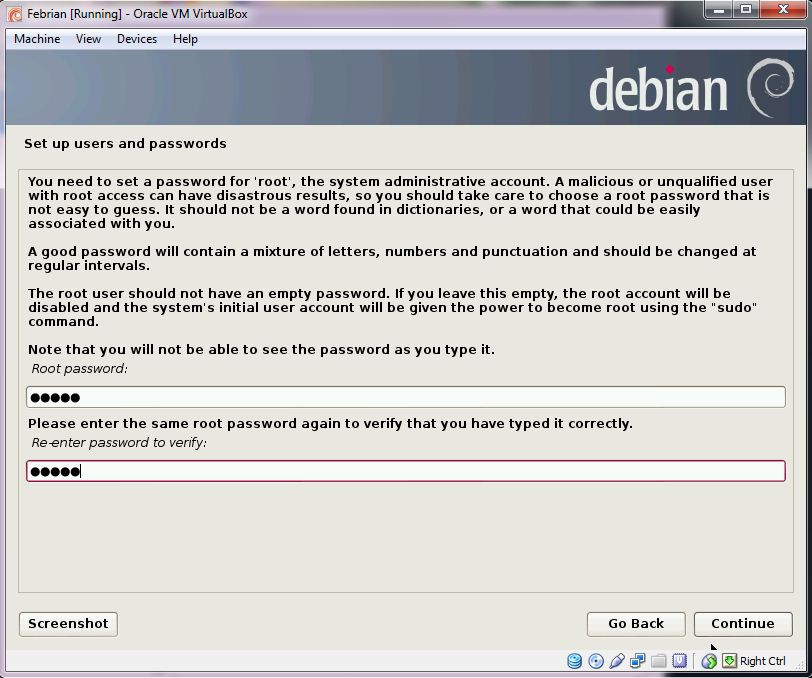 Febrian [Running] - Oracle VM VirtualBox
Machine View Devices Help
debian
Set up users and passwords
You need to set a password for 'root', the system administrative account. A malicious or unqualified user
with root access can have disastrous results, so you should take care to choose a root password that is
not easy to guess. It should not be a word found in dictionaries, or a word that could be easily
associated with you.
A good password will contain a mixture of letters, numbers and punctuation and should be changed at
regular intervals.
The root user should not have an empty password. If you leave this empty, the root account will be
disabled and the system's initial user account will be given the power to become root using the "sudo"
command.
Note that you will not be able to see the password as you type it.
Root password:
●●●●●
Please enter the same root password again to verify that you have typed it correctly.
Re-enter password to verify:
●●●●●
Screenshot Go Back Continue
Right Ctrl